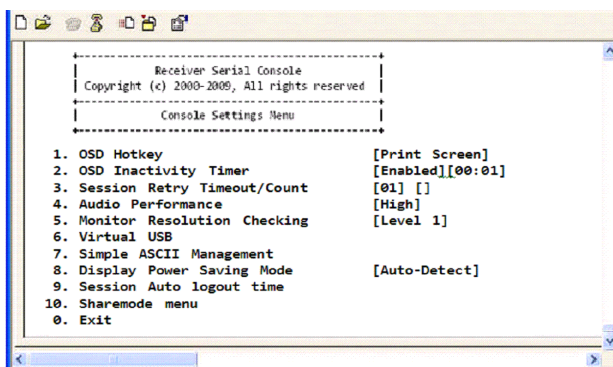 Receiver Serial Console
Copyright (c) 2000-2009, All rights reserved
Console Settings Menu
1. OSD Hotkey [Print Screen]
2. OSD Inactivity Timer [Enabled][00:01]
3. Session Retry Timeout/Count [01] []
4. Audio Performance [High]
5. Monitor Resolution Checking [Level 1]
6. Virtual USB
7. Simple ASCII Management
8. Display Power Saving Mode [Auto-Detect]
9. Session Auto logout time
10. Sharemode menu
0. Exit